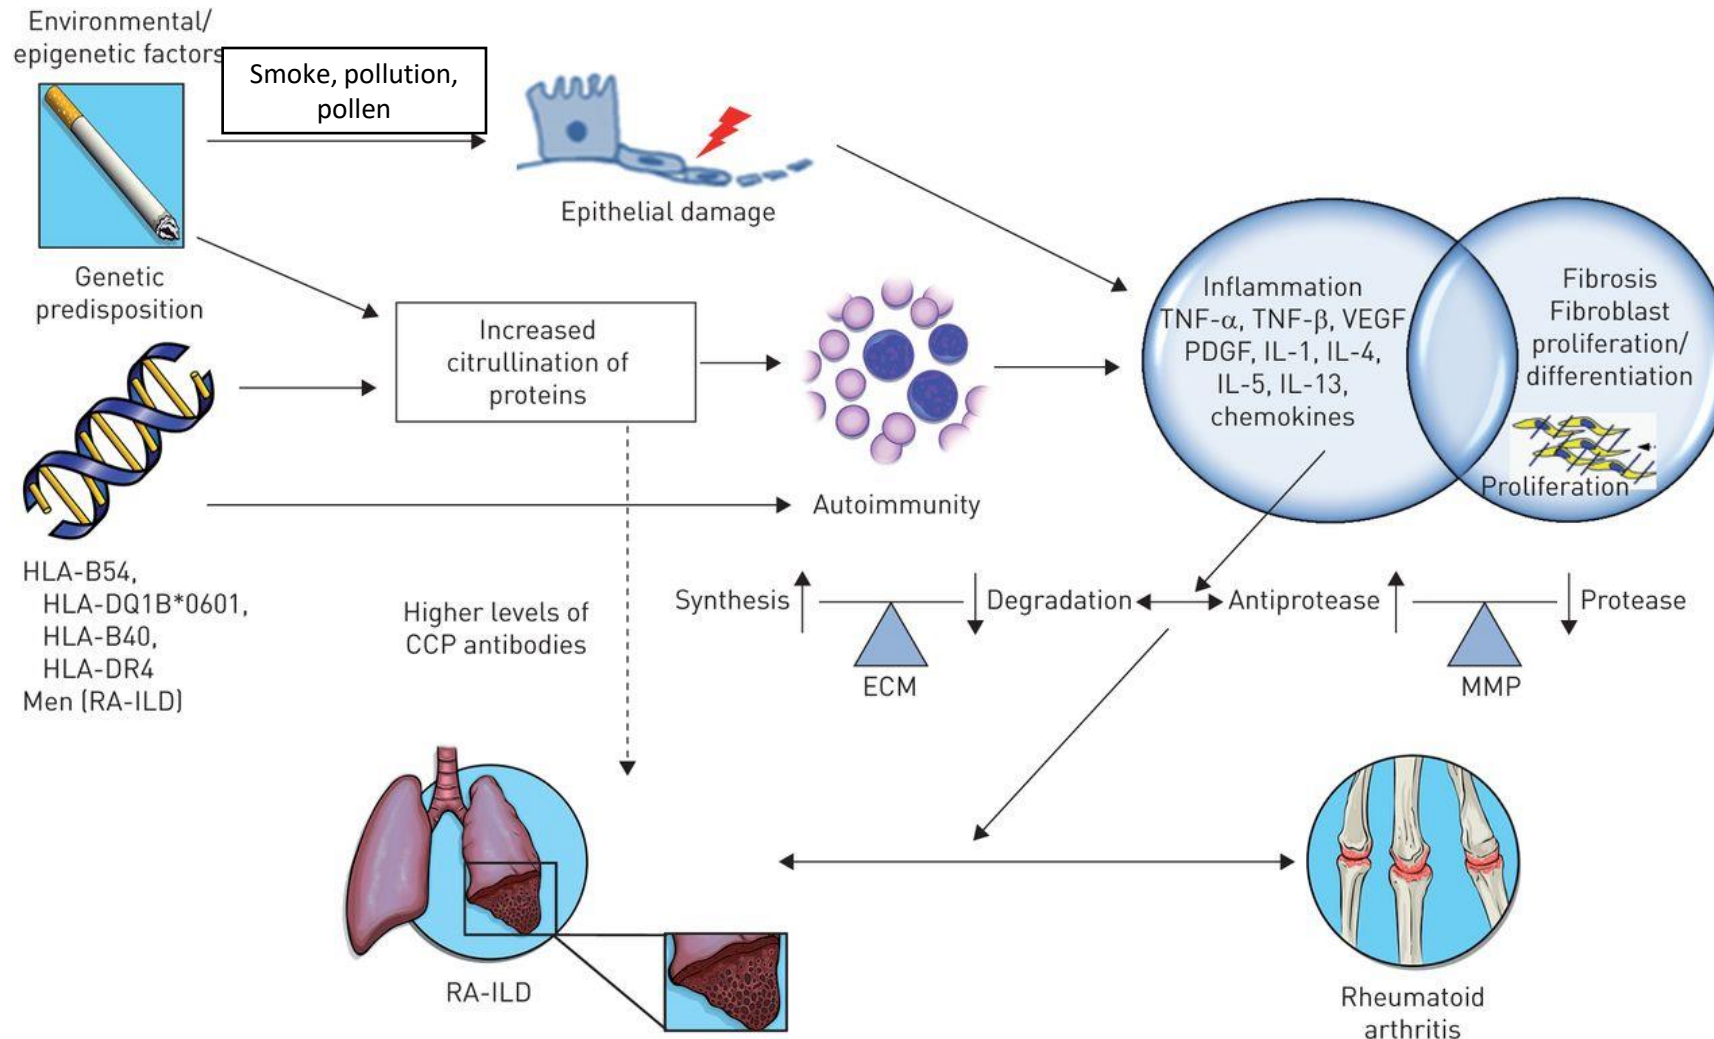 Environmental/
epigenetic factors
Smoke, pollution,
pollen
Epithelial damage
Genetic
predisposition
Increased
citrullination of
proteins
Autoimmunity
Inflammation
TNF-α, TNF-β, VEGF
PDGF, IL-1, IL-4,
IL-5, IL-13,
chemokines
Fibrosis
Fibroblast
proliferation/
differentiation
Proliferation
HLA-B54,
HLA-DQ1B*0601,
HLA-B40,
HLA-DR4
Men (RA-ILD)
Higher levels of
CCP antibodies
Synthesis
Degradation
Antiprotease
Protease
ECM
MMP
RA-ILD
Rheumatoid
arthritis